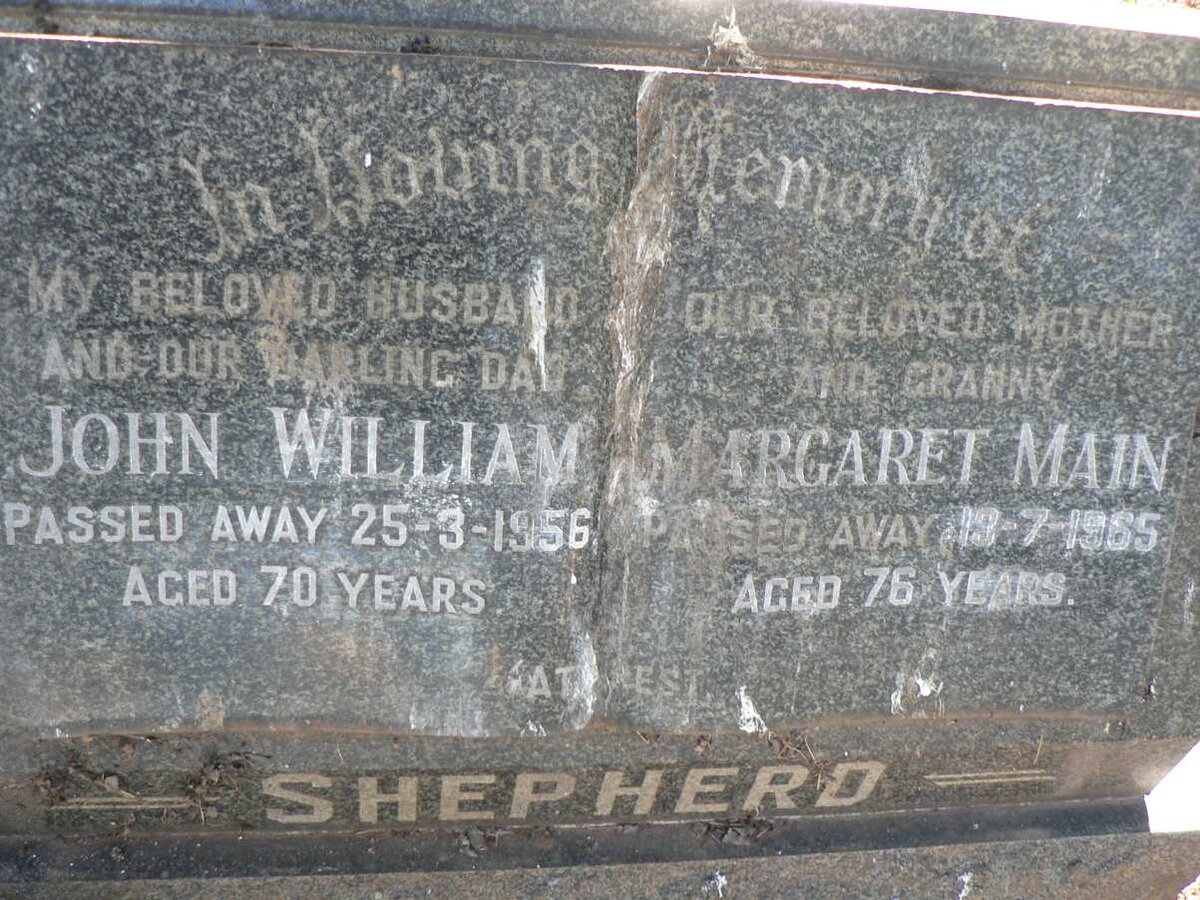 In Loving Memory of
MY BELOVED HUSBAND
AND OUR DARLING DAD
JOHN WILLIAM
PASSED AWAY 25-3-1956
AGED 70 YEARS
OUR BELOVED MOTHER
AND GRANNY
MARGARET MAIN
PASSED AWAY 13-7-1965
AGED 76 YEARS.
AT REST
SHEPHERD